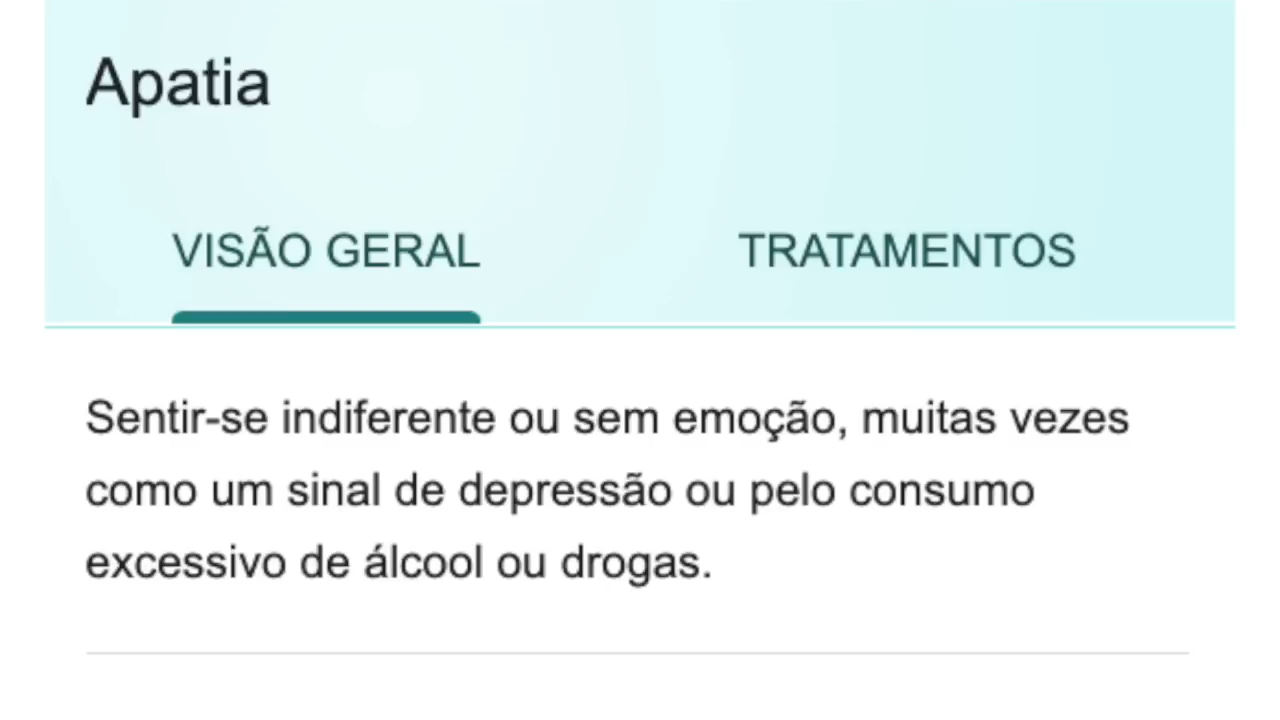 Apatia
VISÃO GERAL
TRATAMENTOS
Sentir-se indiferente ou sem emoção, muitas vezes
como um sinal de depressão ou pelo consumo
excessivo de álcool ou drogas.